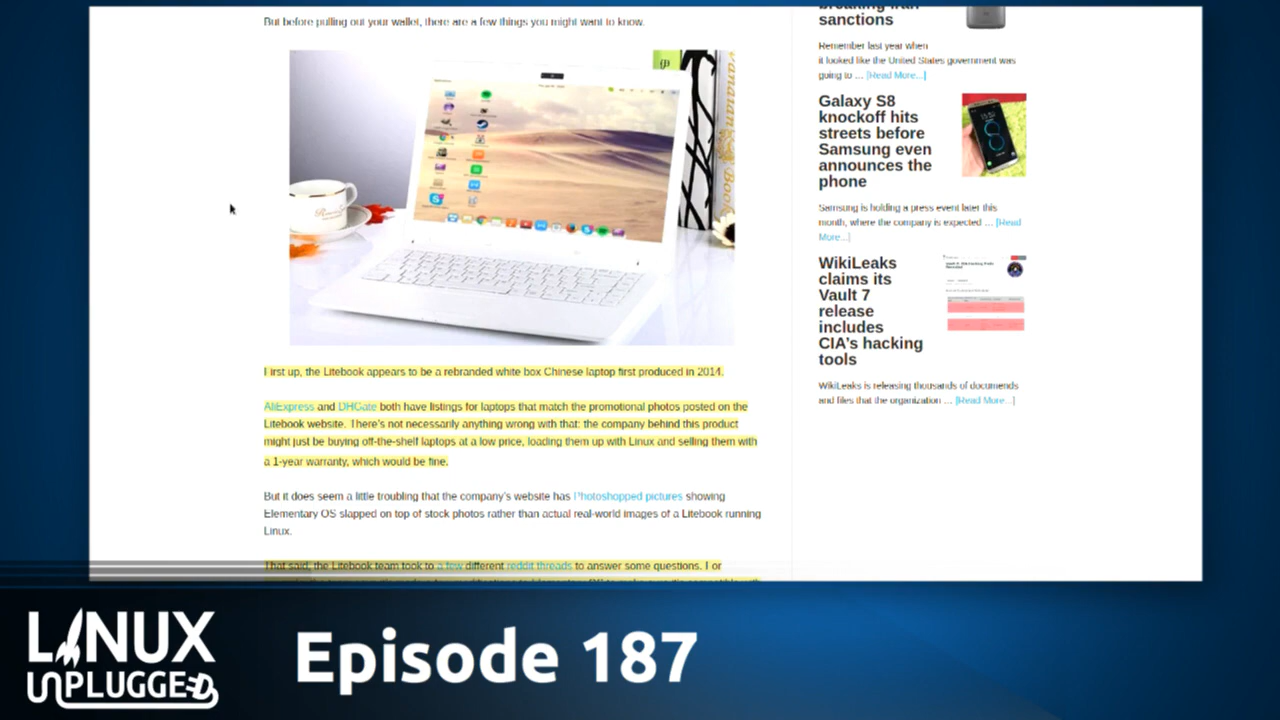 But before pulling out your wallet, there are a few things you might want to know.
First up, the Litebook appears to be a rebranded white box Chinese laptop first produced in 2014.
AliExpress and DHGate both have listings for laptops that match the promotional photos posted on the
Litebook website. There's not necessarily anything wrong with that: the company behind this product
might just be buying off-the-shelf laptops at a low price, loading them up with Linux and selling them with
a 1-year warranty, which would be fine.
But it does seem a little troubling that the company's website has Photoshopped pictures showing
Elementary OS slapped on top of stock photos rather than actual real-world images of a Litebook running
Linux.
That said, the Litebook team took to a few different reddit threads to answer some questions. For
breaking Iran
sanctions
Remember last year when
it looked like the United States government was
going to ... [Read More...]
Galaxy S8
knockoff hits
streets before
Samsung even
announces the
phone
Samsung is holding a press event later this
month, where the company is expected ... [Read
More...]
WikiLeaks
claims its
Vault 7
release
includes
CIA's hacking
tools
WikiLeaks is releasing thousands of documends
and files that the organization ... [Read More...]
LINUX
UNPLUGGED
Episode 187